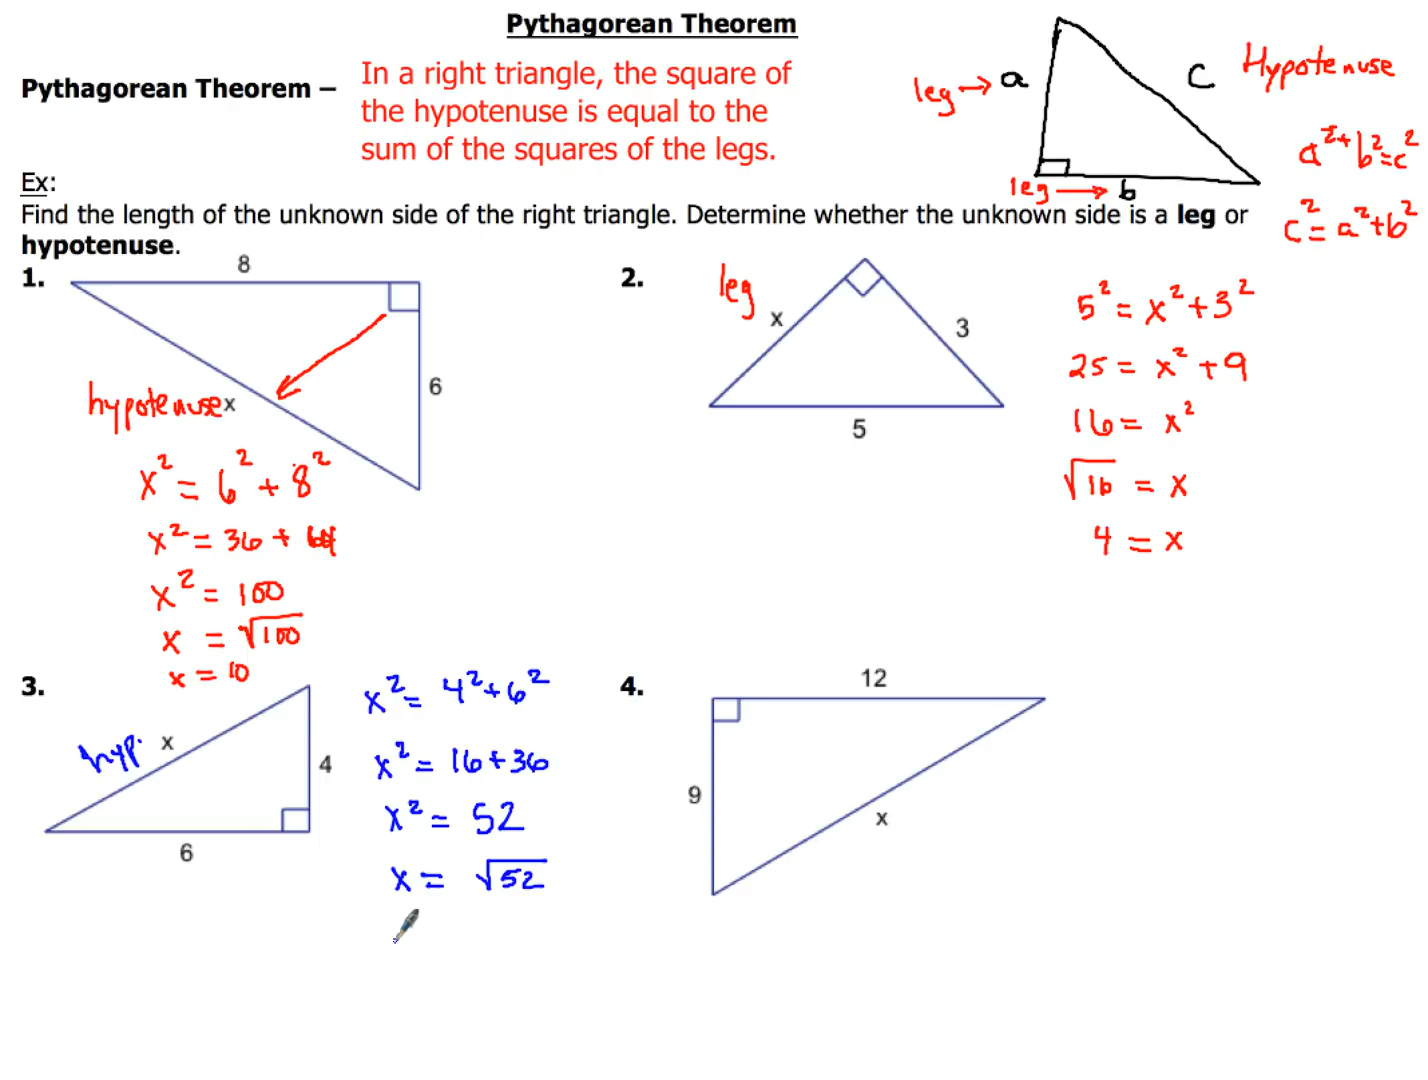 Pythagorean Theorem
Pythagorean Theorem –
In a right triangle, the square of
the hypotenuse is equal to the
sum of the squares of the legs.
leg → a
C Hypotenuse
leg → b
a²+b²=c²
c²=a²+b²
Ex:
Find the length of the unknown side of the right triangle. Determine whether the unknown side is a leg or
hypotenuse.
1.
8
6
hypotenuse x
x² = 6² + 8²
x² = 36 + 64
x² = 100
x = √100
x = 10
2.
leg
x
3
5
5² = x² + 3²
25 = x² + 9
16 = x²
√16 = x
4 = x
3.
hyp. x
4
6
x² = 4² + 6²
x² = 16 + 36
x² = 52
x = √52
4.
12
9
x